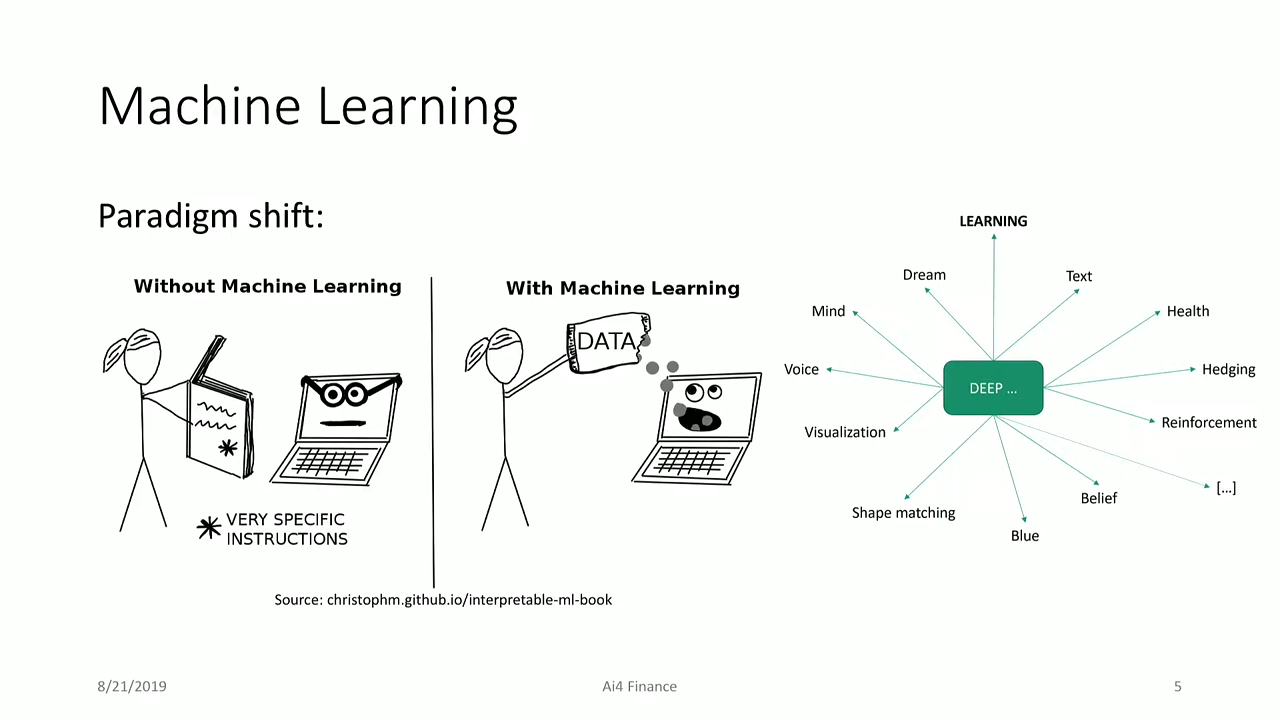 Machine Learning
Paradigm shift:
Without Machine Learning
VERY SPECIFIC
INSTRUCTIONS
With Machine Learning
DATA
Source: christophm.github.io/interpretable-ml-book
LEARNING
Dream
Text
Mind
Health
Voice
Hedging
DEEP ...
Reinforcement
Visualization
[...]
Belief
Shape matching
Blue
8/21/2019
Ai4 Finance
5